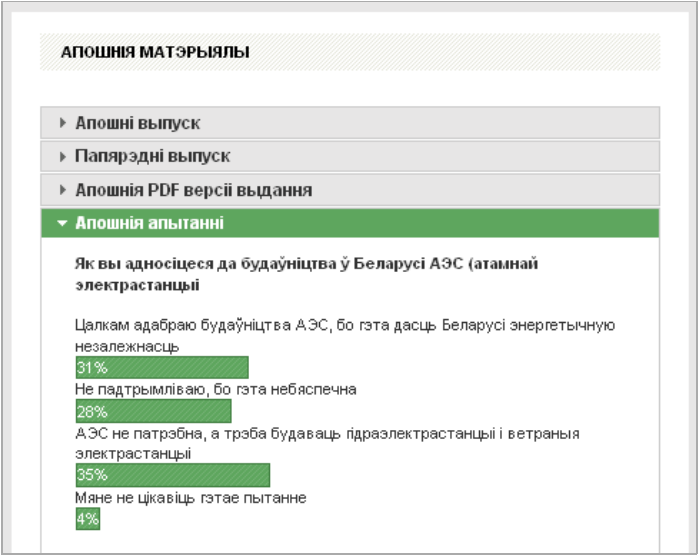 АПОШНІЯ МАТЭРЫЯЛЫ
Апошні выпуск
Папярэдні выпуск
Апошнія PDF версіі выдання
Апошнія апытанні
Як вы адносіцеся да будаўніцтва ў Беларусі АЭС (атамнай
электрастанцыі
Цалкам адабраю будаўніцтва АЭС, бо гэта дасць Беларусі энергетычную
незалежнасць
31%
Не падтрымліваю, бо гэта небяспечна
28%
АЭС не патрэбна, а трэба будаваць гідраэлектрастанцыі і ветраныя
электрастанцыі
35%
Мяне не цікавіць гэтае пытанне
4%